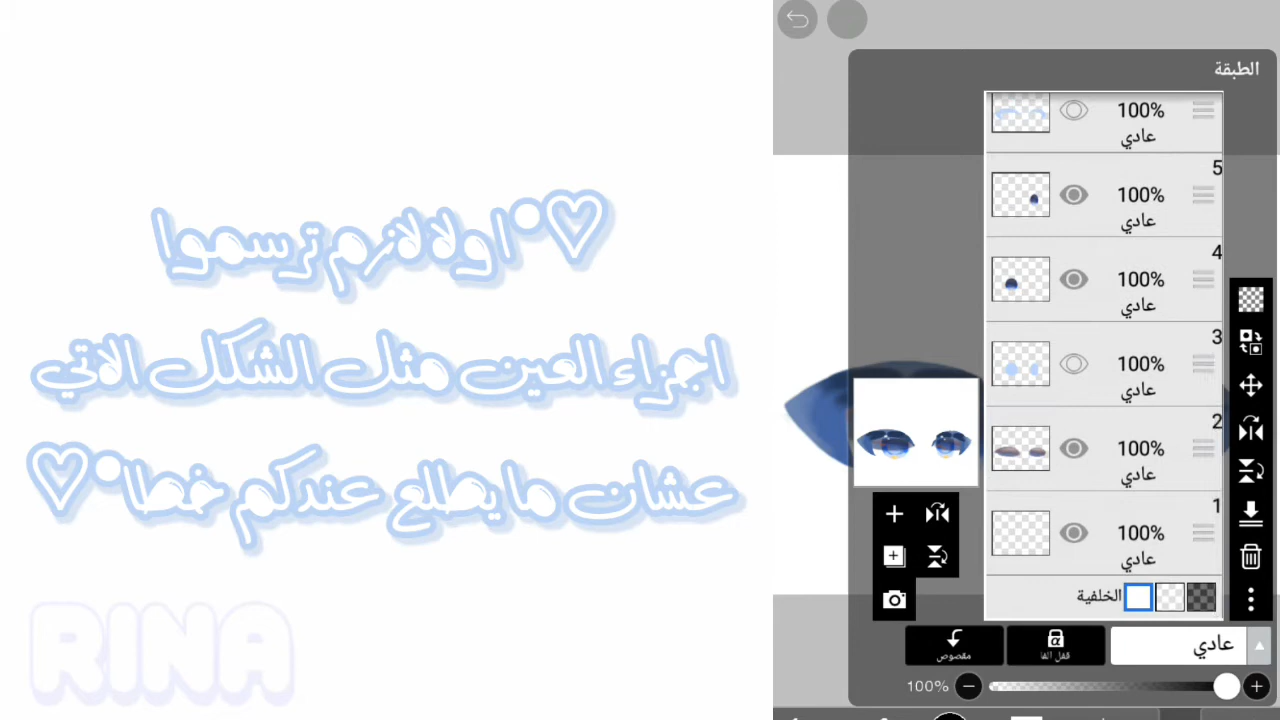 ♡•اولا لازم ترسموا
اجزاء العين مثل الشكل الاتي
عشان ما يطلع عندكم خطا•♡
RINA
الطبقة
100%
عادي
5
100%
عادي
4
100%
عادي
3
100%
عادي
2
100%
عادي
1
100%
عادي
الخلفية
مقصوص
قفل الفا
عادي
100%